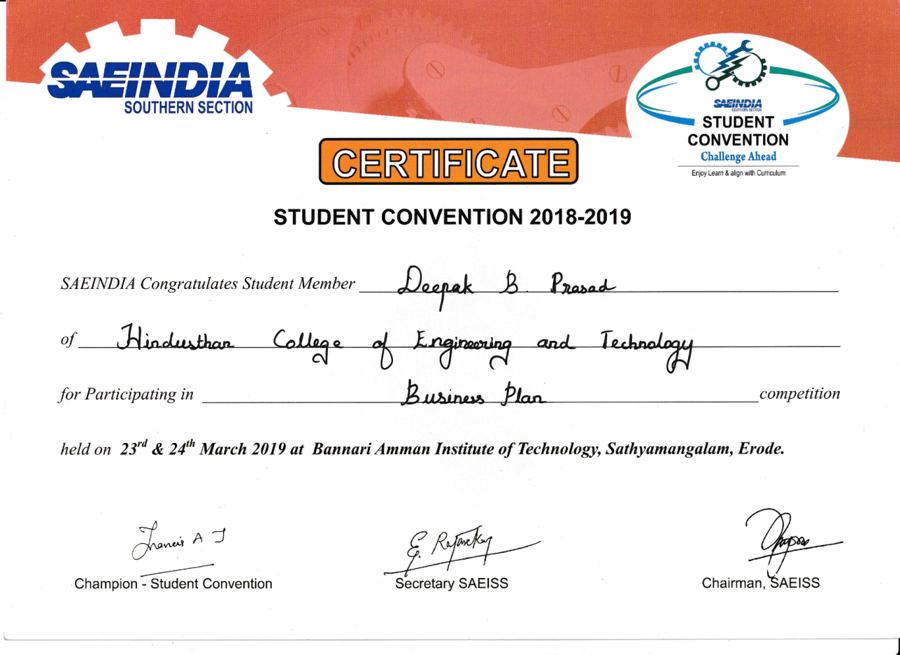 SAEINDIA
SOUTHERN SECTION
SAEINDIA
SOUTHERN SECTION
STUDENT
CONVENTION
Challenge Ahead
Enjoy Learn & align with Curriculum
CERTIFICATE
STUDENT CONVENTION 2018-2019
SAEINDIA Congratulates Student Member Deepak B Prasad
of Hindusthan College of Engineering and Technology
for Participating in Business Plan competition
held on 23rd & 24th March 2019 at Bannari Amman Institute of Technology, Sathyamangalam, Erode.
Francis A J
Champion - Student Convention
Secretary SAEISS
Chairman, SAEISS